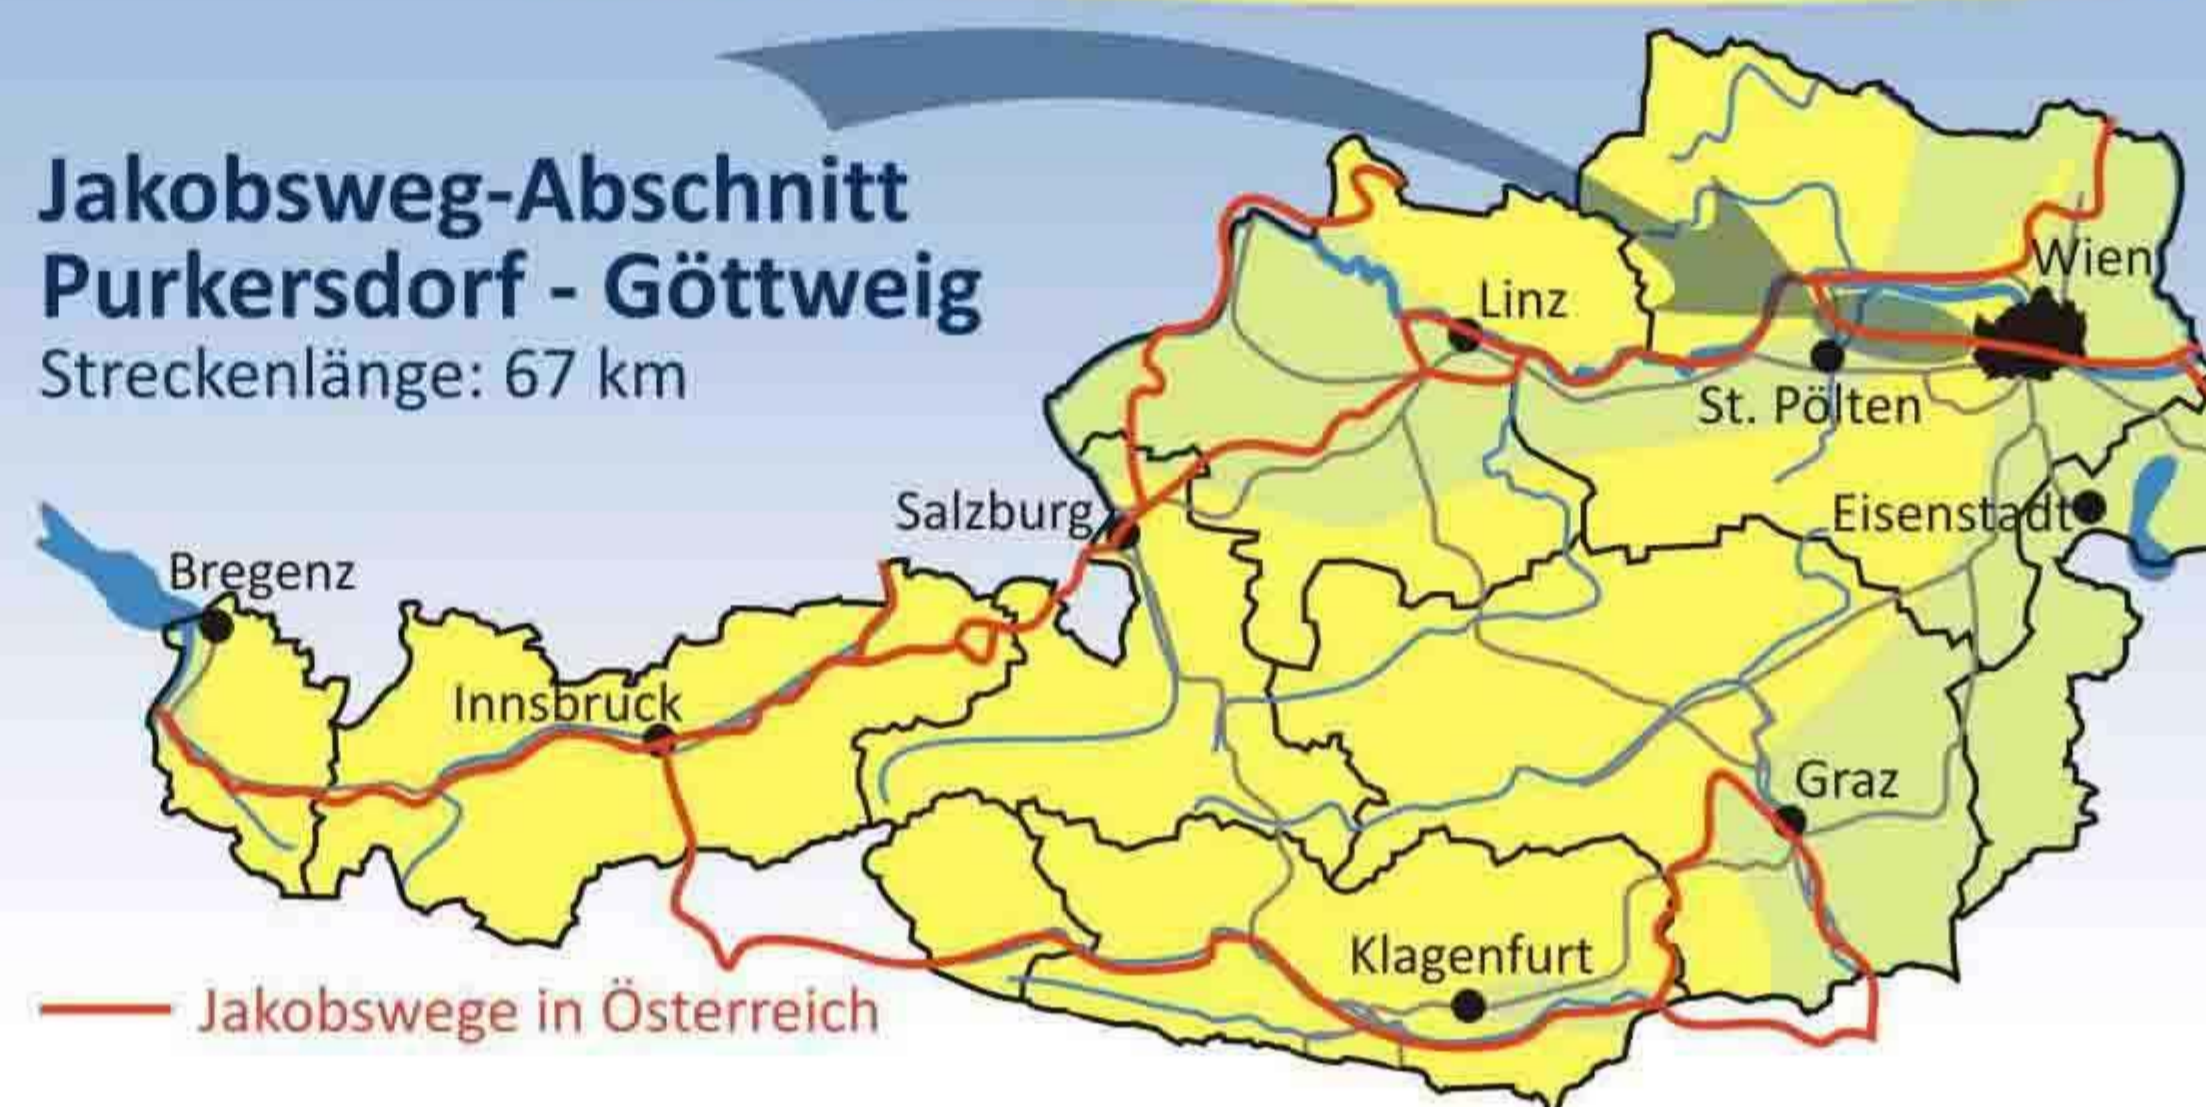 Jakobsweg-Abschnitt
Purkersdorf - Göttweig
Streckenlänge: 67 km
Wien
Linz
St. Pölten
Salzburg
Eisenstadt
Bregenz
Innsbruck
Graz
Klagenfurt
Jakobswege in Österreich